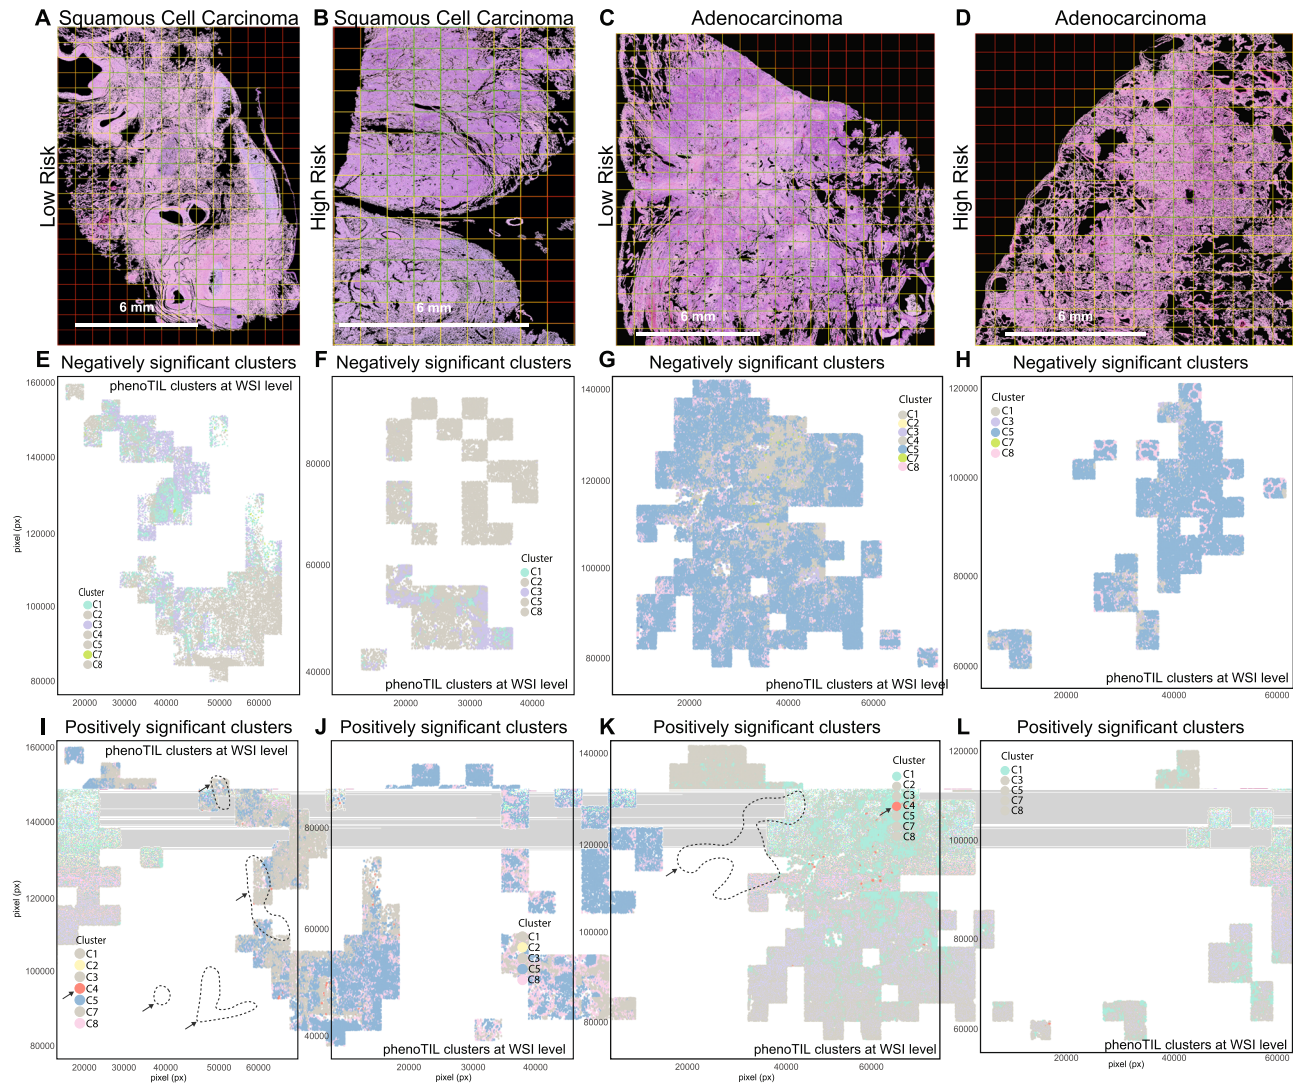 A Squamous Cell Carcinoma
B Squamous Cell Carcinoma
C Adenocarcinoma
D Adenocarcinoma
Low Risk
6 mm
High Risk
6 mm
Low Risk
6 mm
High Risk
6 mm
E Negatively significant clusters
phenoTIL clusters at WSI level
160000
140000
120000
100000
80000
pixel (px)
Cluster
C1
C2
C3
C4
C5
C7
C8
20000 30000 40000 50000 60000
F Negatively significant clusters
80000
60000
40000
Cluster
C1
C2
C3
C5
C8
phenoTIL clusters at WSI level
20000 30000 40000
G Negatively significant clusters
140000
120000
100000
80000
Cluster
C1
C2
C3
C4
C5
C7
C8
phenoTIL clusters at WSI level
20000 40000 60000
H Negatively significant clusters
120000
100000
80000
60000
Cluster
C1
C3
C5
C7
C8
20000 40000 60000
I Positively significant clusters
phenoTIL clusters at WSI level
160000
140000
120000
100000
80000
pixel (px)
Cluster
C1
C2
C3
C4
C5
C7
C8
20000 30000 40000 50000 60000
pixel (px)
J Positively significant clusters
80000
60000
40000
Cluster
C1
C2
C3
C5
C8
phenoTIL clusters at WSI level
20000 30000 40000
pixel (px)
K Positively significant clusters
140000
120000
100000
80000
Cluster
C1
C2
C3
C4
C5
C7
C8
phenoTIL clusters at WSI level
20000 40000 60000
pixel (px)
L Positively significant clusters
120000
100000
80000
60000
Cluster
C1
C3
C5
C7
C8
phenoTIL clusters at WSI level
20000 40000 60000
pixel (px)